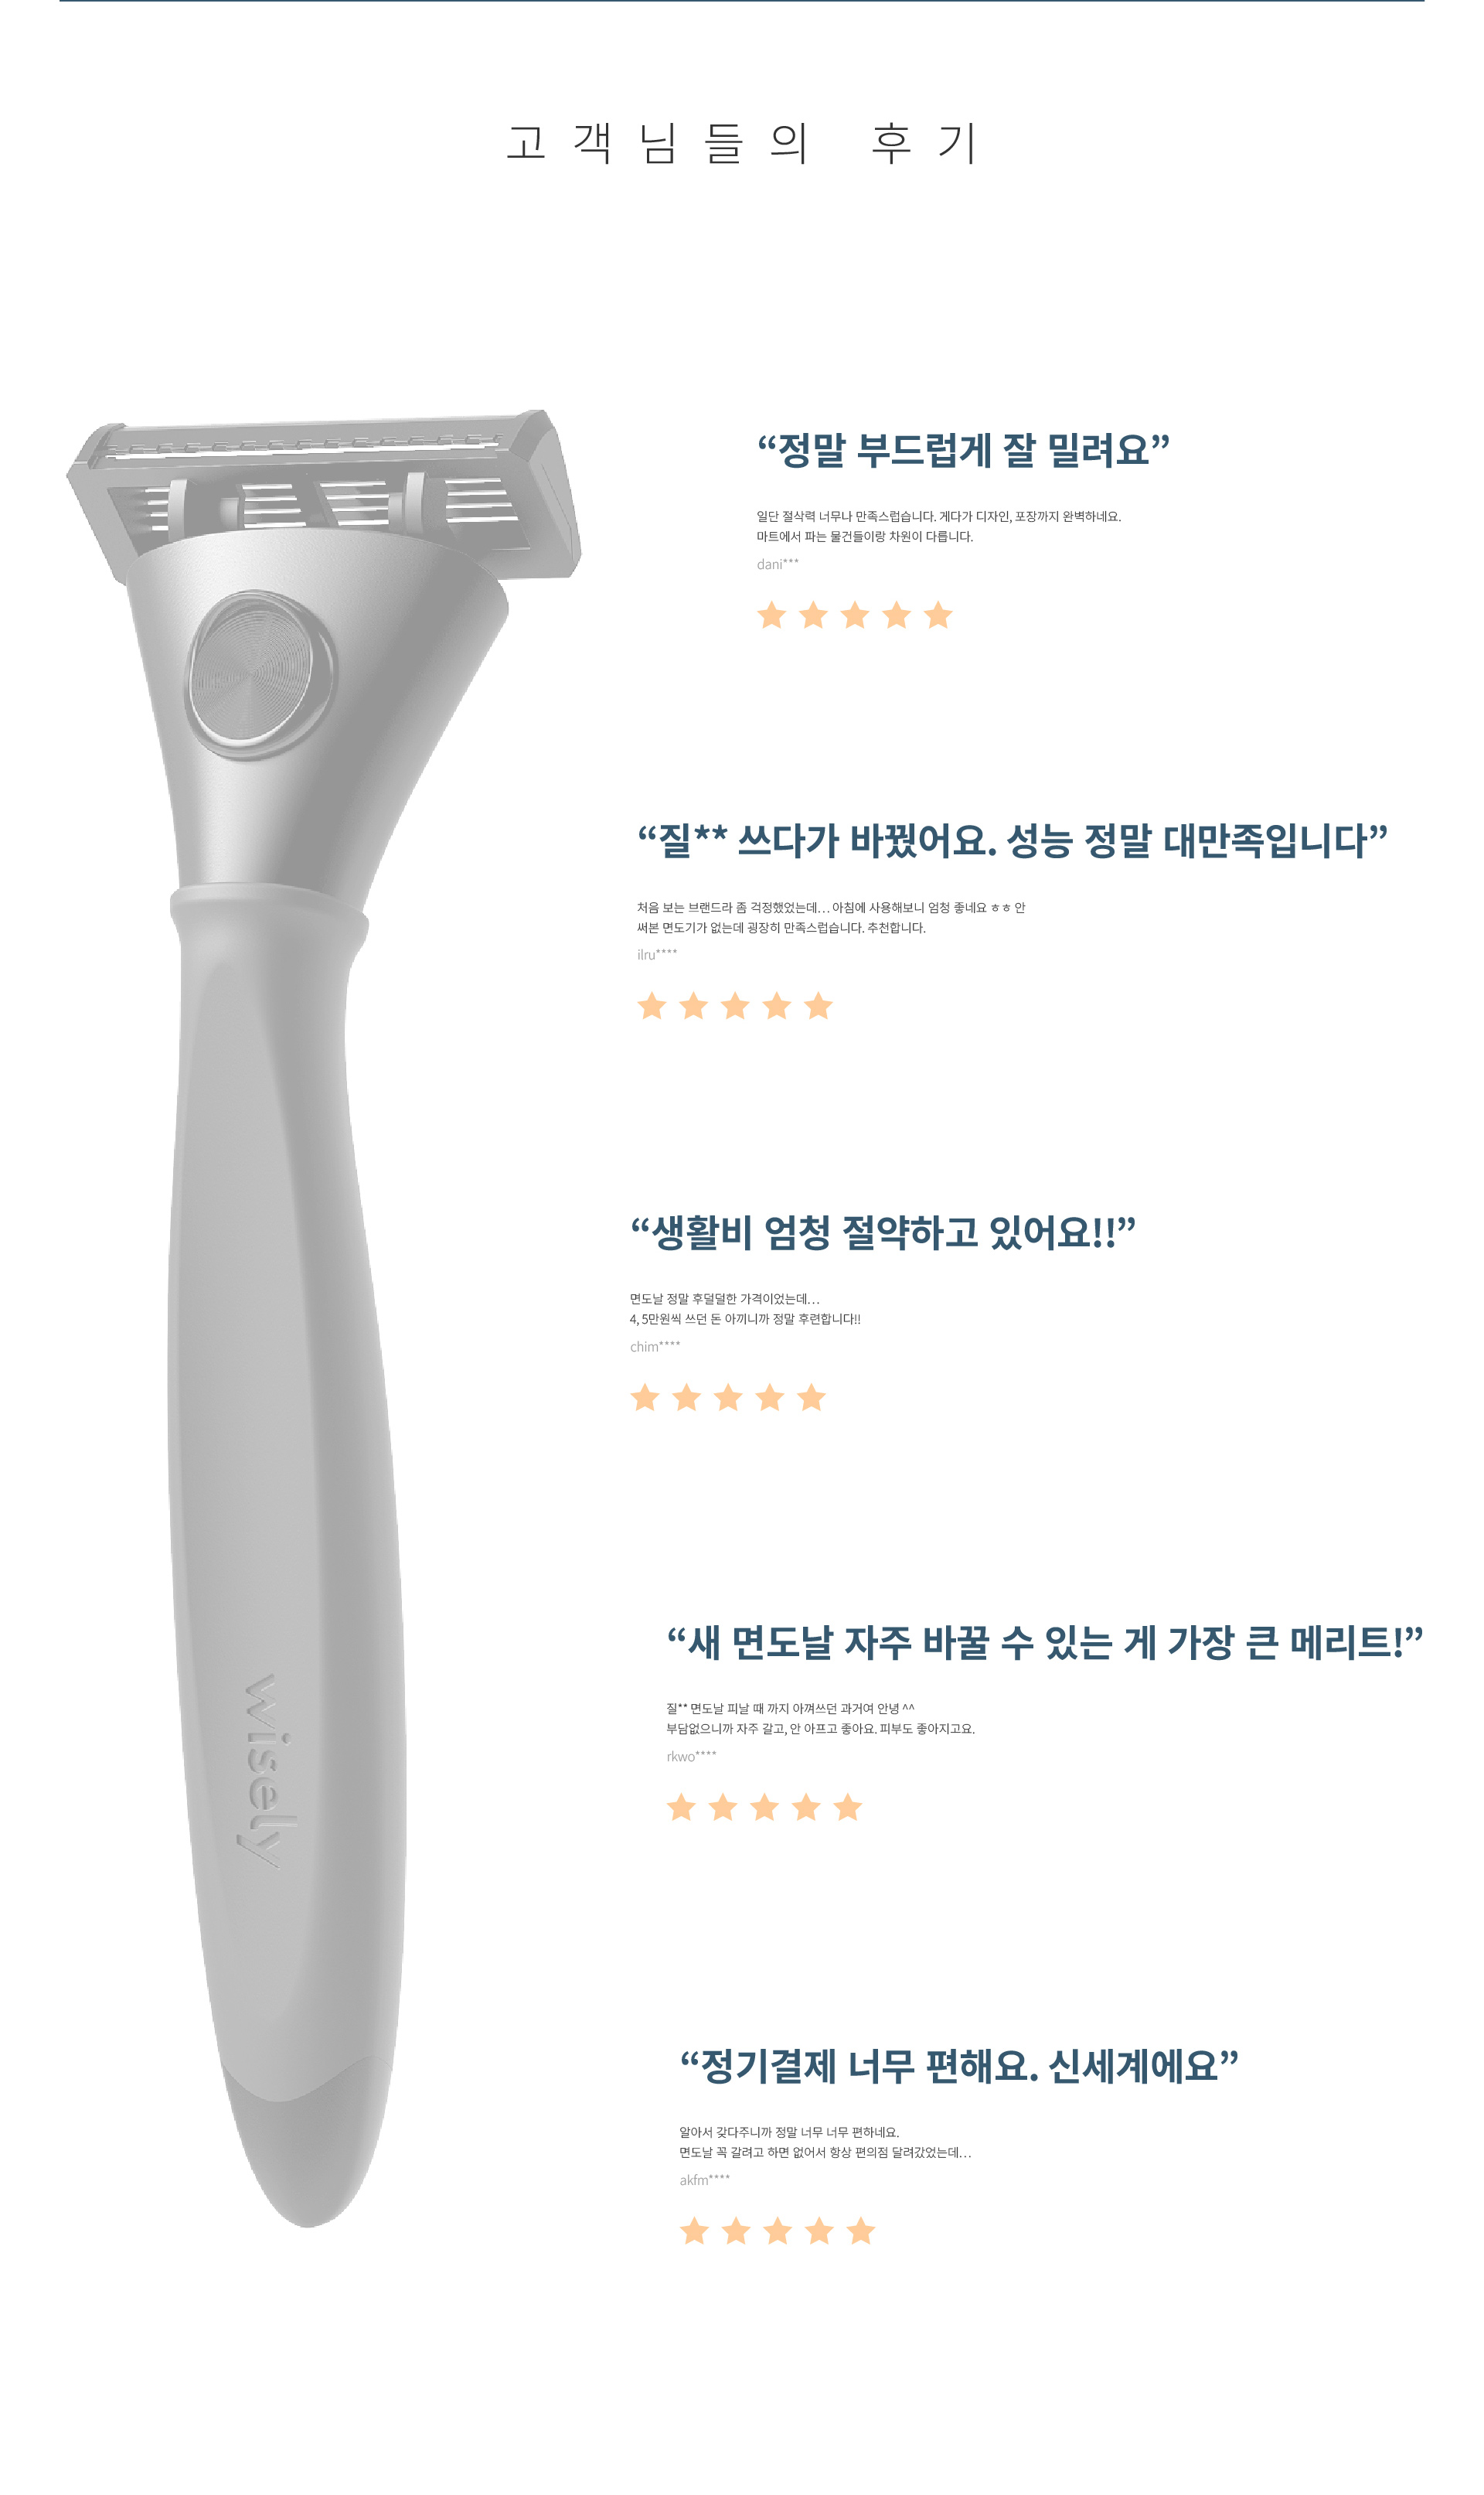 고객님들의 후기
“정말 부드럽게 잘 밀려요”
일단 절삭력 너무나 만족스럽습니다. 게다가 디자인, 포장까지 완벽하네요.
마트에서 파는 물건들이랑 차원이 다릅니다.
dani***
“질** 쓰다가 바꿨어요. 성능 정말 대만족입니다”
처음 보는 브랜드라 좀 걱정했었는데... 아침에 사용해보니 엄청 좋네요 ㅎㅎ 안
써본 면도기가 없는데 굉장히 만족스럽습니다. 추천합니다.
ilru****
“생활비 엄청 절약하고 있어요!!”
면도날 정말 후덜덜한 가격이었는데...
4, 5만원씩 쓰던 돈 아끼니까 정말 후련합니다!!
chim****
“새 면도날 자주 바꿀 수 있는 게 가장 큰 메리트!”
질** 면도날 피날 때 까지 아껴쓰던 과거여 안녕 ^^
부담없으니까 자주 갈고, 안 아프고 좋아요. 피부도 좋아지고요.
rkwo****
wisely
“정기결제 너무 편해요. 신세계에요”
알아서 갖다주니까 정말 너무 너무 편하네요.
면도날 꼭 갈려고 하면 없어서 항상 편의점 달려갔었는데...
akfm****